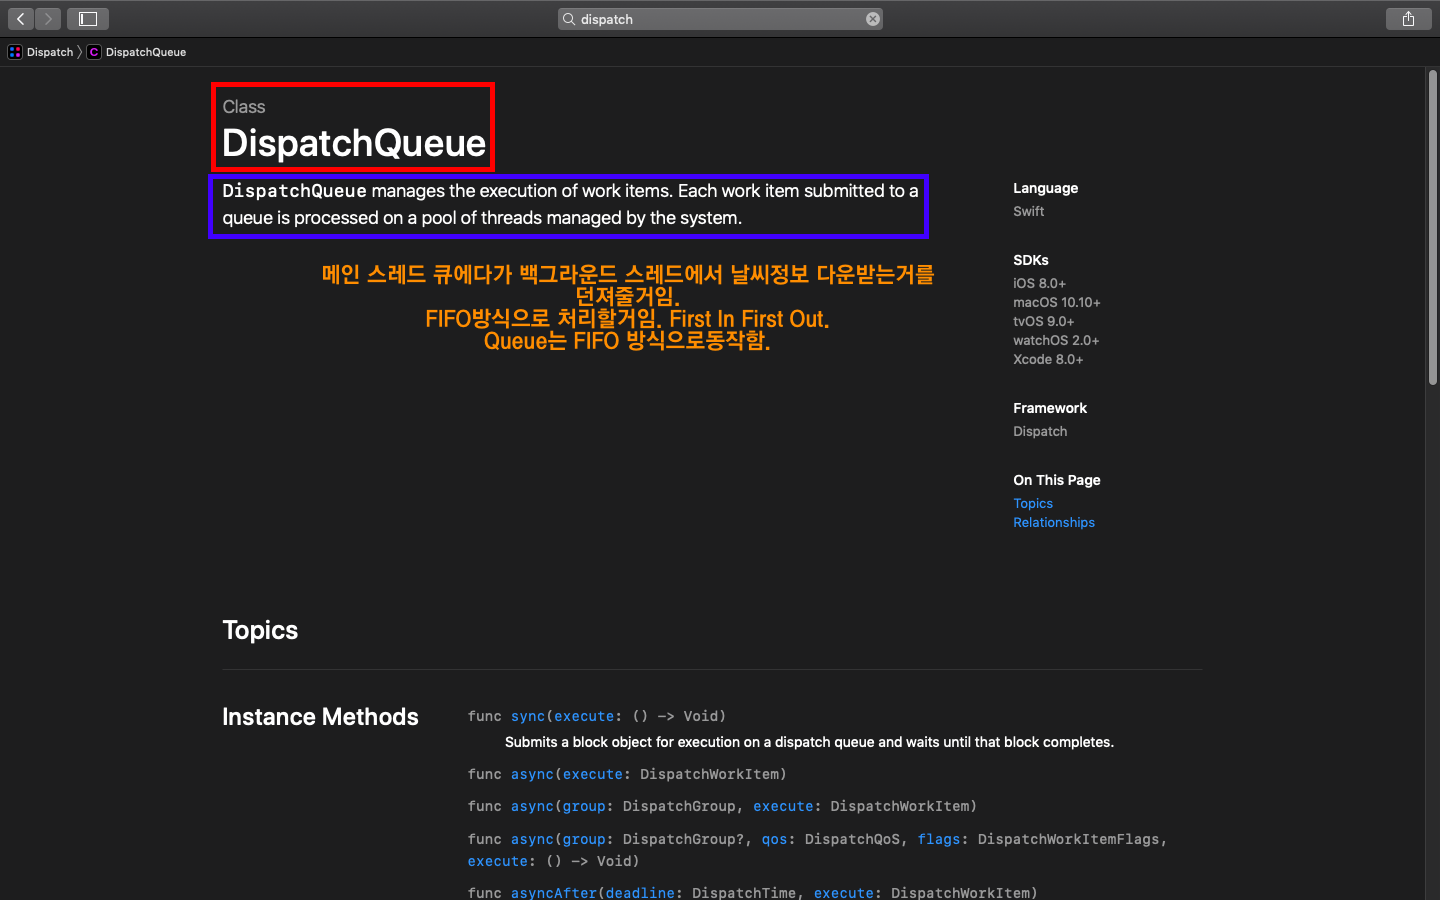 dispatch
Dispatch 〉 C DispatchQueue
Class
DispatchQueue
DispatchQueue manages the execution of work items. Each work item submitted to a
queue is processed on a pool of threads managed by the system.
메인 스레드 큐에다가 백그라운드 스레드에서 날씨정보 다운받는거를
던져줄거임.
FIFO방식으로 처리할거임. First In First Out.
Queue는 FIFO 방식으로동작함.
Language
Swift
SDKs
iOS 8.0+
macOS 10.10+
tvOS 9.0+
watchOS 2.0+
Xcode 8.0+
Framework
Dispatch
On This Page
Topics
Relationships
Topics
Instance Methods
func sync(execute: () -> Void)
Submits a block object for execution on a dispatch queue and waits until that block completes.
func async(execute: DispatchWorkItem)
func async(group: DispatchGroup, execute: DispatchWorkItem)
func async(group: DispatchGroup?, qos: DispatchQoS, flags: DispatchWorkItemFlags,
execute: () -> Void)
func asyncAfter(deadline: DispatchTime, execute: DispatchWorkItem)